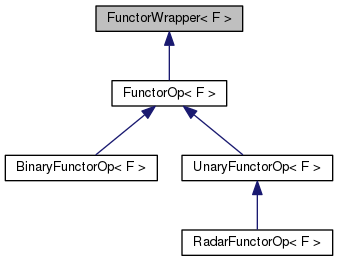 FunctorWrapper< F >
FunctorOp< F >
BinaryFunctorOp< F >
UnaryFunctorOp< F >
RadarFunctorOp< F >